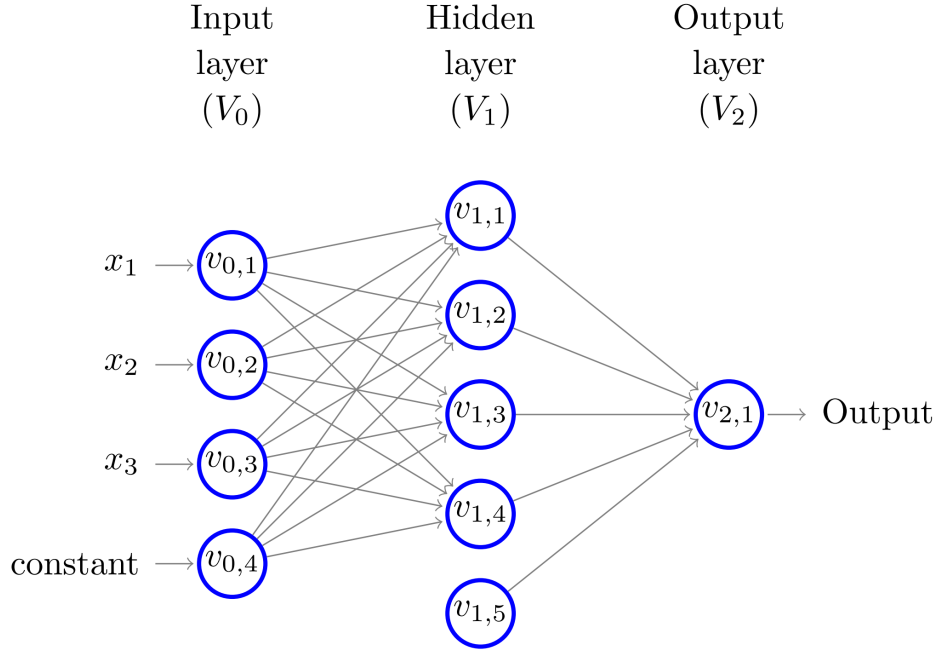 Input
layer
(V₀)
Hidden
layer
(V₁)
Output
layer
(V₂)
x₁
x₂
x₃
constant
v₀,₁
v₀,₂
v₀,₃
v₀,₄
v₁,₁
v₁,₂
v₁,₃
v₁,₄
v₁,₅
v₂,₁
Output